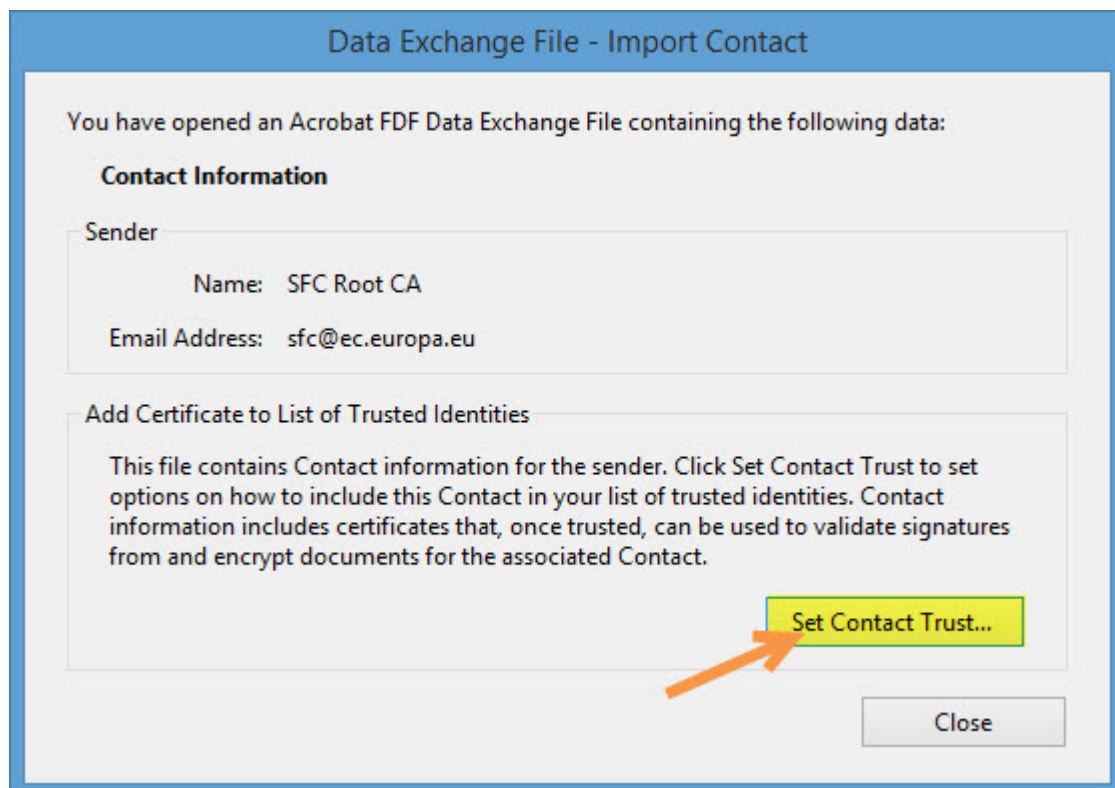 Data Exchange File - Import Contact
You have opened an Acrobat FDF Data Exchange File containing the following data:
Contact Information
Sender
Name: SFC Root CA
Email Address: sfc@ec.europa.eu
Add Certificate to List of Trusted Identities
This file contains Contact information for the sender. Click Set Contact Trust to set
options on how to include this Contact in your list of trusted identities. Contact
information includes certificates that, once trusted, can be used to validate signatures
from and encrypt documents for the associated Contact.
Set Contact Trust...
Close